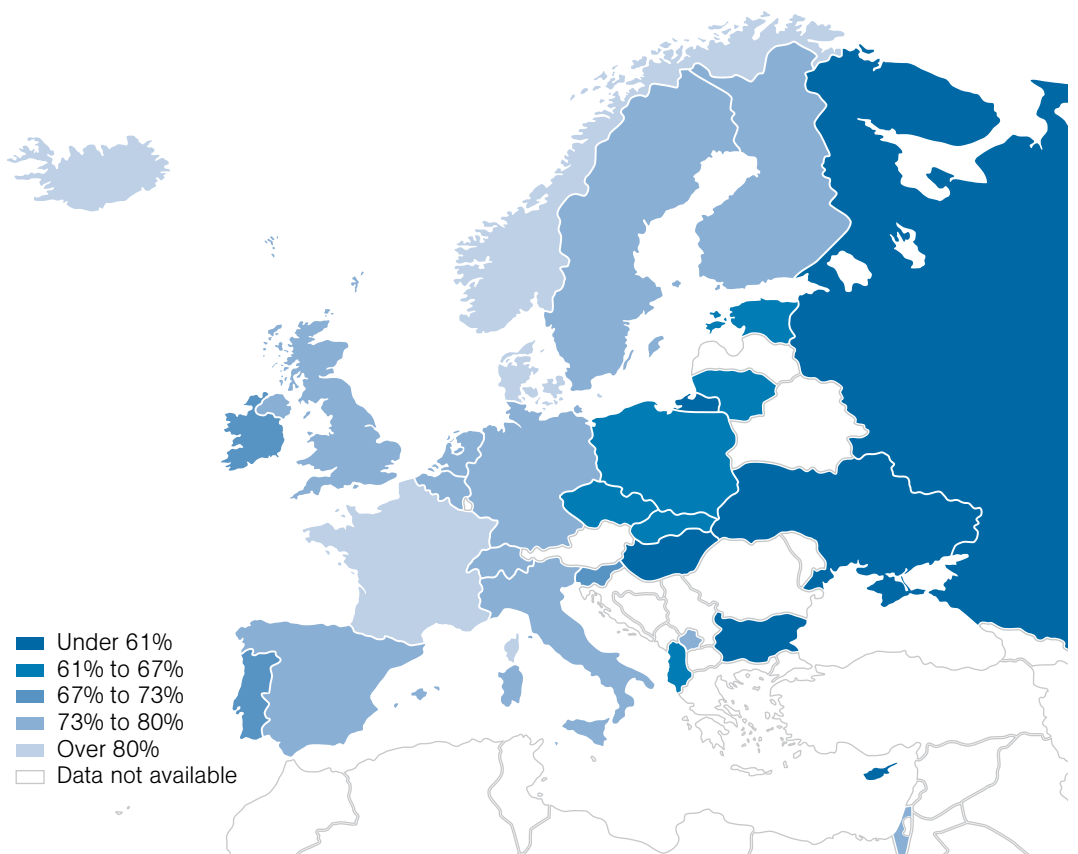 Under 61%
61% to 67%
67% to 73%
73% to 80%
Over 80%
Data not available